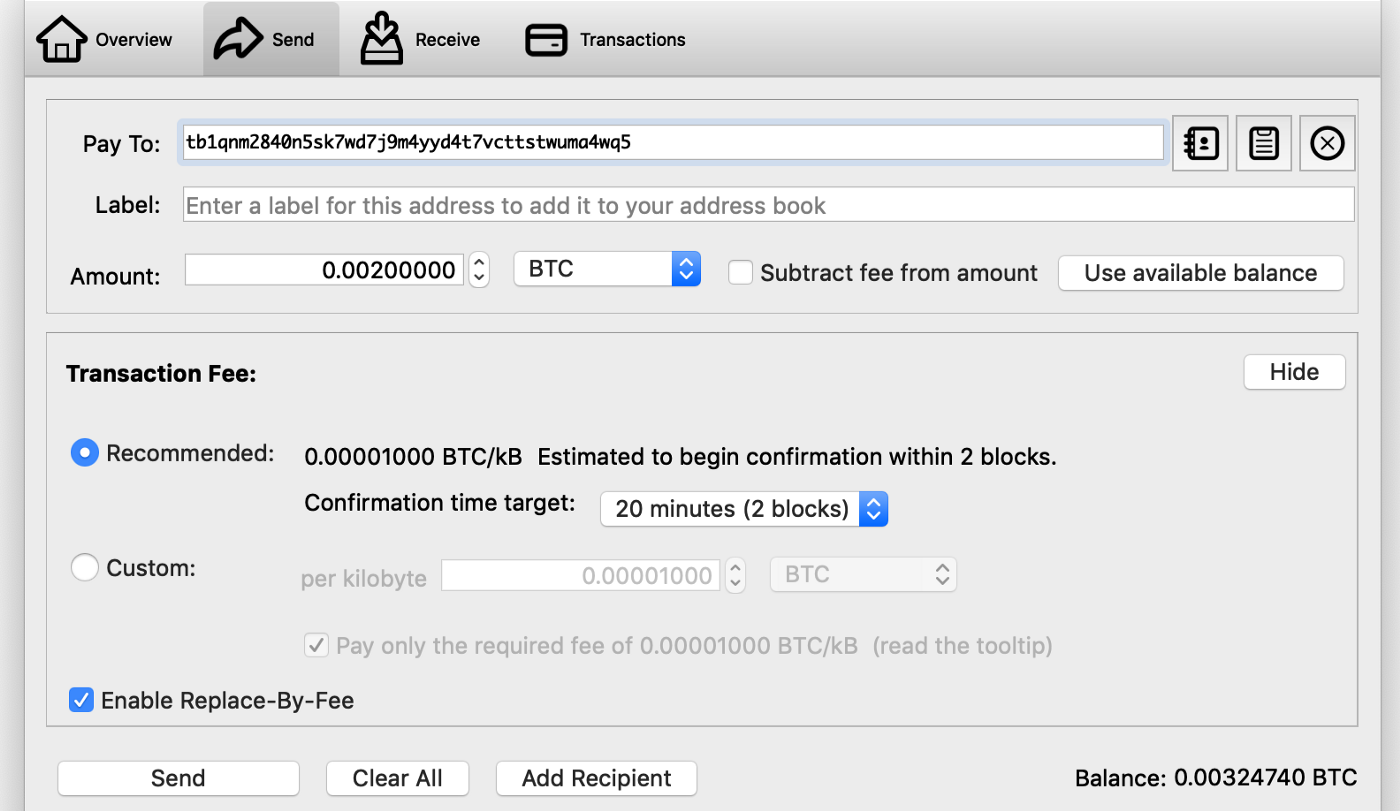 Overview Send Receive Transactions
Pay To: tb1qnm2840n5sk7wd7j9m4yyd4t7vcttstwuma4wq5
Label: Enter a label for this address to add it to your address book
Amount: 0.00200000 BTC Subtract fee from amount Use available balance
Transaction Fee: Hide
Recommended: 0.00001000 BTC/kB Estimated to begin confirmation within 2 blocks.
Confirmation time target: 20 minutes (2 blocks)
Custom: per kilobyte 0.00001000 BTC
Pay only the required fee of 0.00001000 BTC/kB (read the tooltip)
Enable Replace-By-Fee
Send Clear All Add Recipient Balance: 0.00324740 BTC